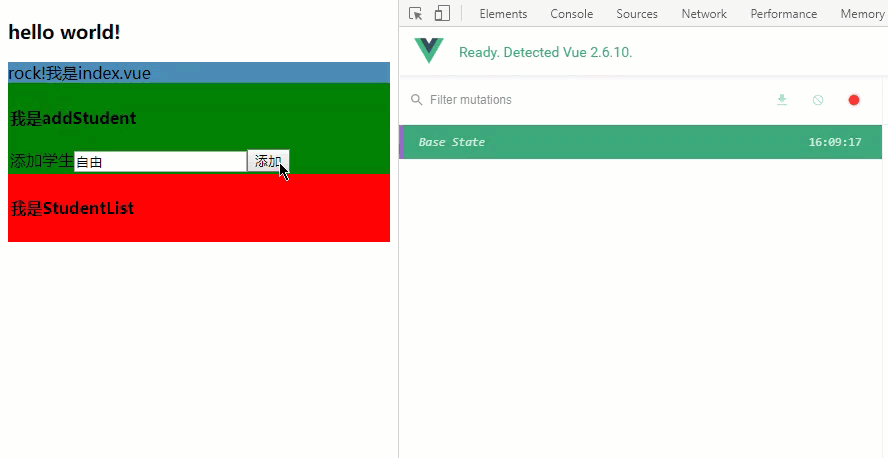 hello world!
rock!我是index.vue
我是addStudent
添加学生 自由 添加
我是StudentList
Elements Console Sources Network Performance Memory
Ready. Detected Vue 2.6.10.
Filter mutations
Base State 16:09:17